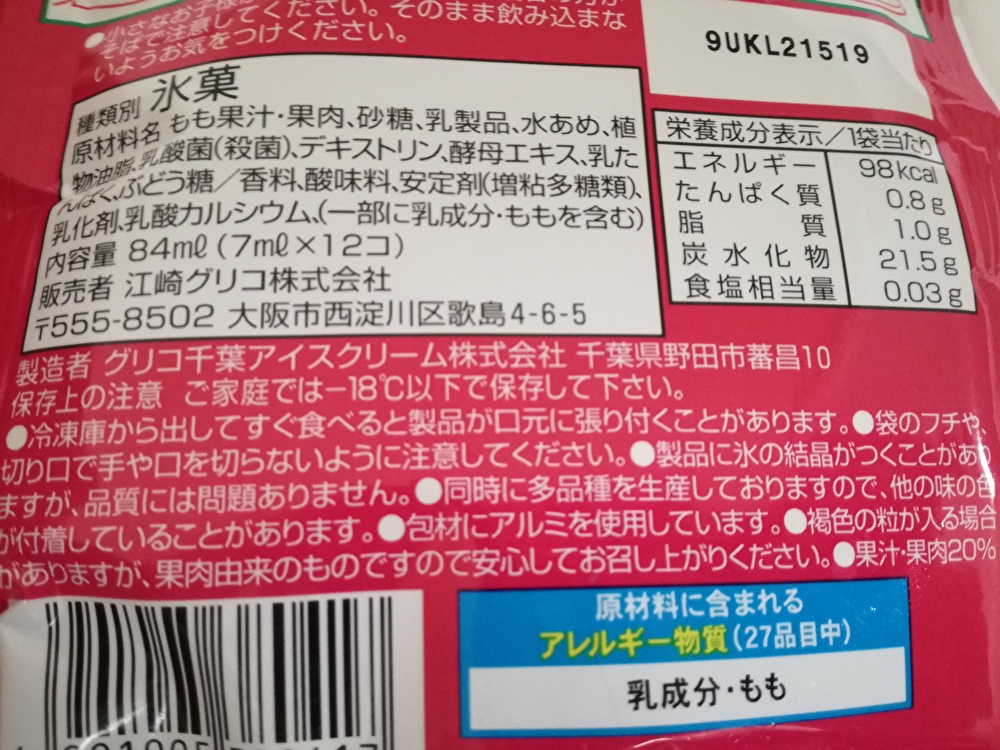 ●小さなお子様
そばで注意してください。そのまま飲み込まな
いようお気をつけください。
9UKL21519
種類別 氷菓
原材料名 もも果汁・果肉、砂糖、乳製品、水あめ、植
物油脂、乳酸菌(殺菌)、デキストリン、酵母エキス、乳た
んぱく、ぶどう糖／香料、酸味料、安定剤(増粘多糖類)、
乳化剤、乳酸カルシウム、(一部に乳成分・ももを含む)
内容量 84mℓ (7mℓ×12コ)
販売者 江崎グリコ株式会社
〒555-8502 大阪市西淀川区歌島4-6-5
栄養成分表示／1袋当たり
エネルギー 98kcal
たんぱく質 0.8g
脂質 1.0g
炭水化物 21.5g
食塩相当量 0.03g
製造者 グリコ千葉アイスクリーム株式会社 千葉県野田市蕃昌10
保存上の注意 ご家庭では−18℃以下で保存して下さい。
●冷凍庫から出してすぐ食べると製品が口元に張り付くことがあります。●袋のフチや、
切り口で手や口を切らないように注意してください。●製品に氷の結晶がつくことがあり
ますが、品質には問題ありません。●同時に多品種を生産しておりますので、他の味の色
が付着していることがあります。●包材にアルミを使用しています。●褐色の粒が入る場合
がありますが、果肉由来のものですので安心してお召し上がりください。●果汁・果肉20%
原材料に含まれる
アレルギー物質(27品目中)
乳成分・もも